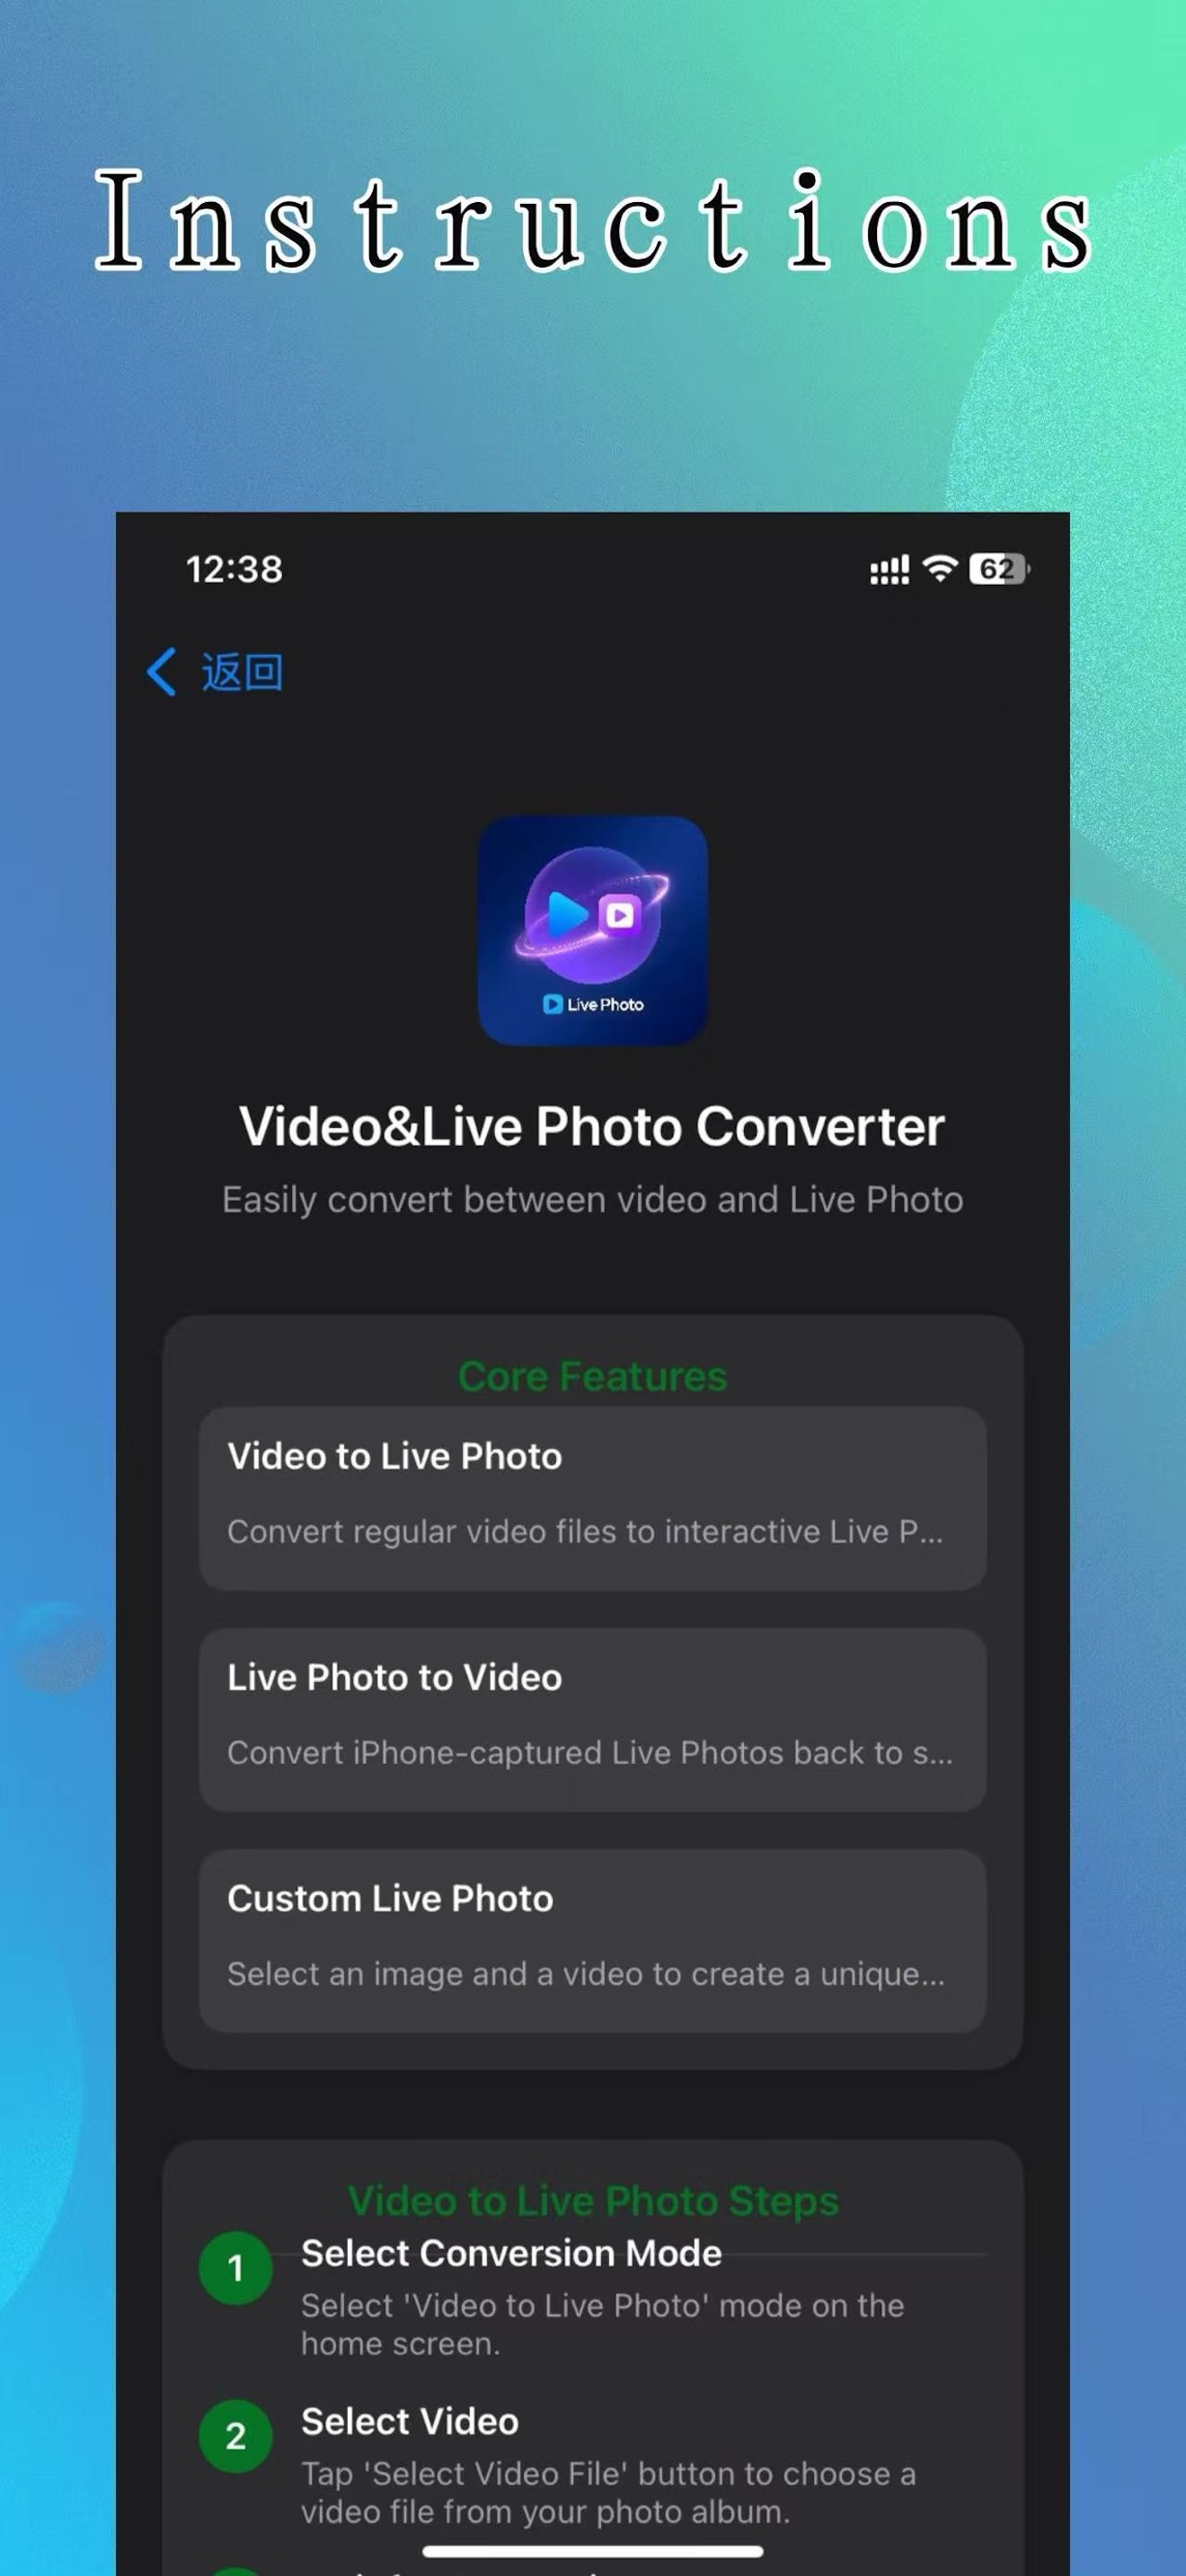 Instructions
12:38
62
返回
Live Photo
Video&Live Photo Converter
Easily convert between video and Live Photo
Core Features
Video to Live Photo
Convert regular video files to interactive Live P...
Live Photo to Video
Convert iPhone-captured Live Photos back to s...
Custom Live Photo
Select an image and a video to create a unique...
Video to Live Photo Steps
1
Select Conversion Mode
Select 'Video to Live Photo' mode on the
home screen.
2
Select Video
Tap 'Select Video File' button to choose a
video file from your photo album.